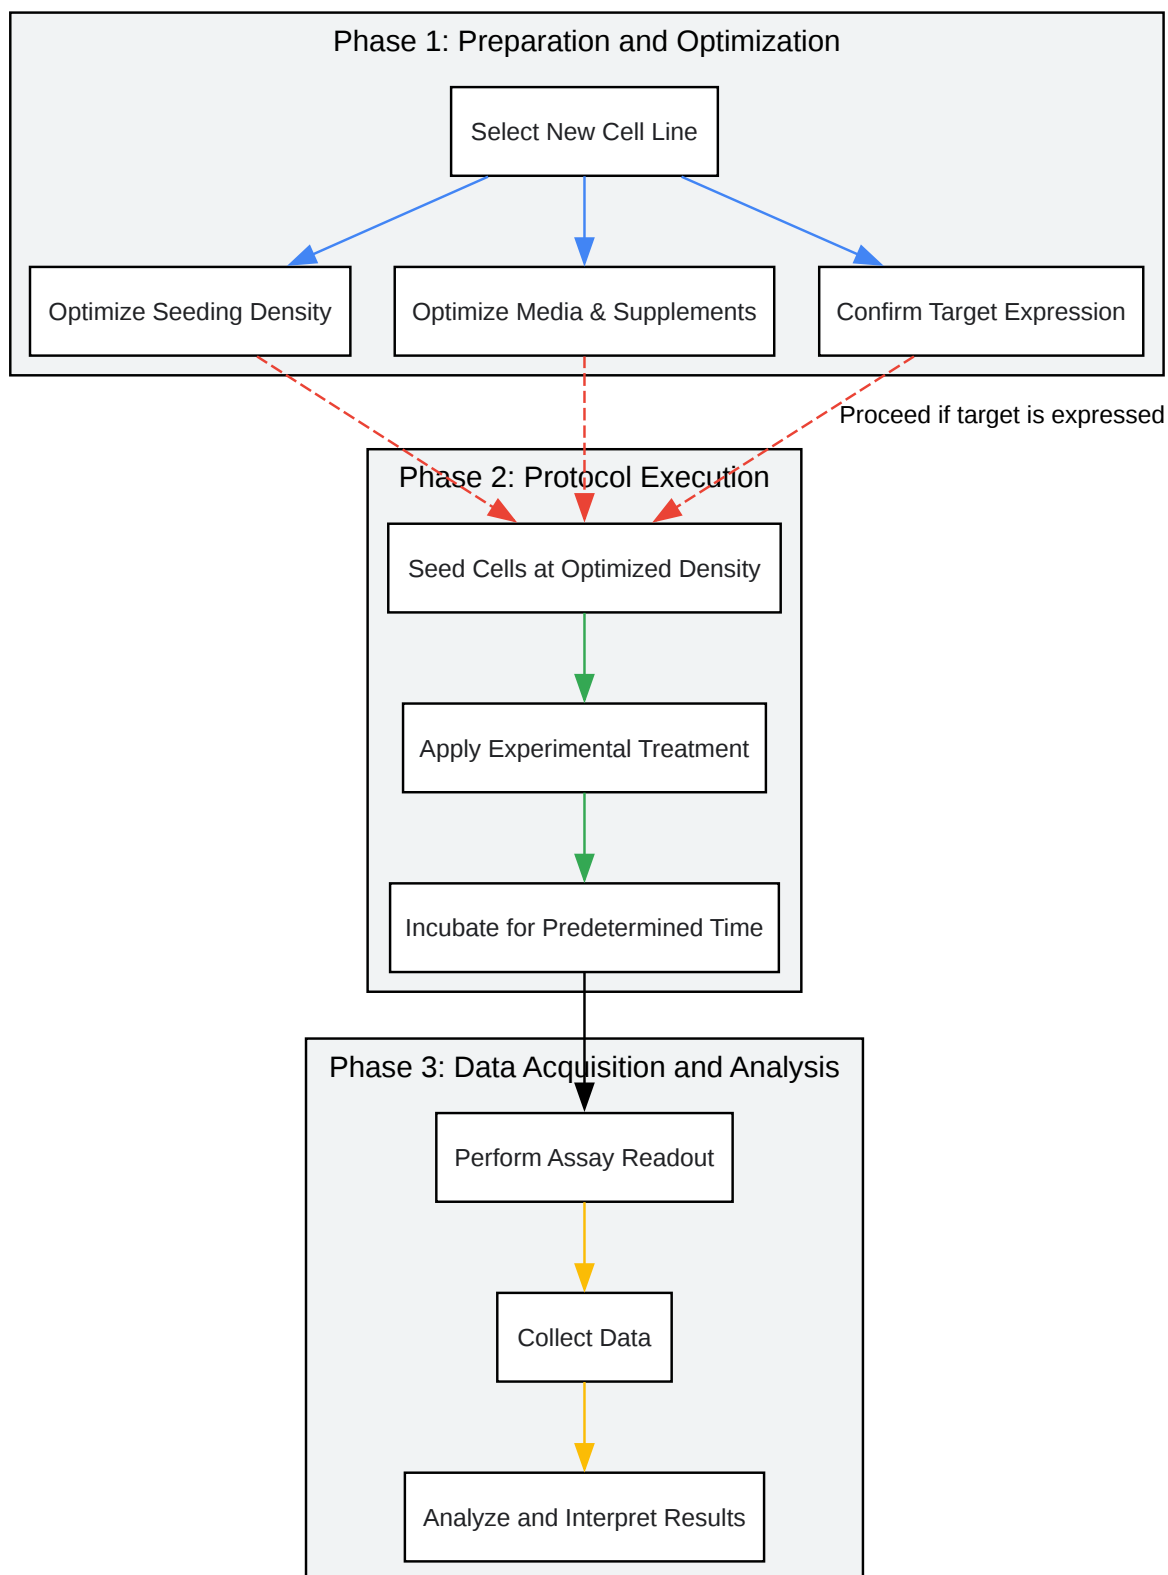 Phase 1: Preparation and Optimization
Select New Cell Line
Optimize Seeding Density
Optimize Media & Supplements
Confirm Target Expression
Proceed if target is expressed
Phase 2: Protocol Execution
Seed Cells at Optimized Density
Apply Experimental Treatment
Incubate for Predetermined Time
Phase 3: Data Acquisition and Analysis
Perform Assay Readout
Collect Data
Analyze and Interpret Results